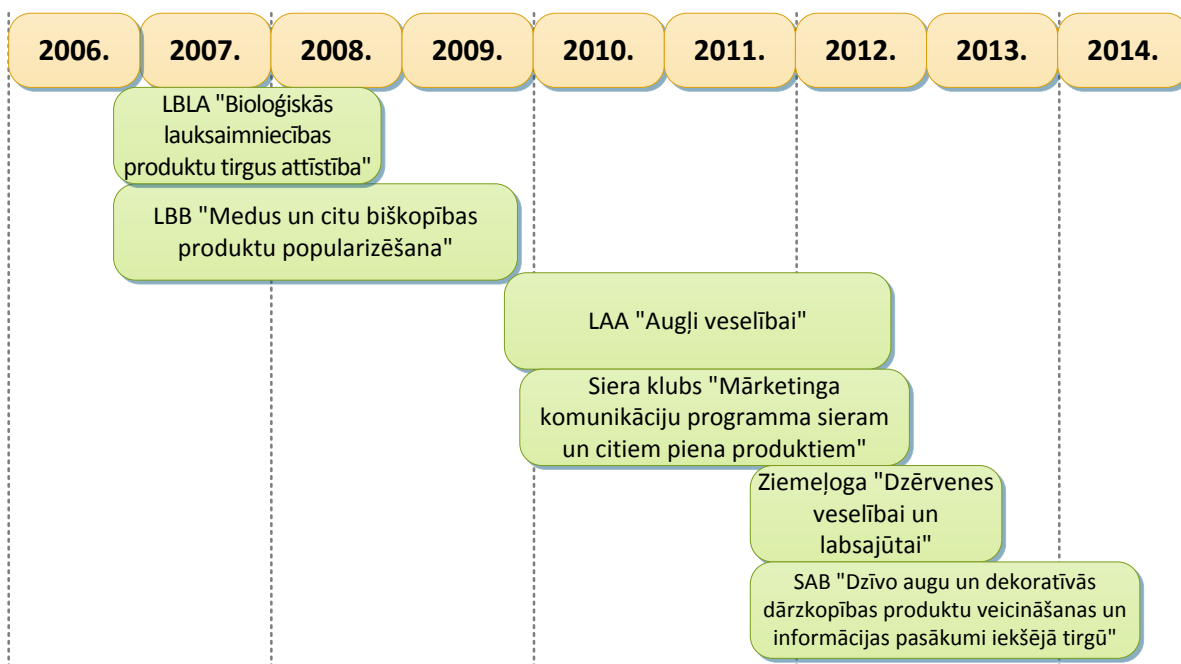 2006. 2007. 2008. 2009. 2010. 2011. 2012. 2013. 2014.
LBLA "Bioloģiskās
lauksaimniecības
produktu tirgus attīstība"
LBB "Medus un citu biškopības
produktu popularizēšana"
LAA "Augļi veselībai"
Siera klubs "Mārketinga
komunikāciju programma sieram
un citiem piena produktiem"
Ziemeļoga "Dzērvenes
veselībai un
labsajūtai"
SAB "Dzīvo augu un dekoratīvās
dārzkopības produktu veicināšanas un
informācijas pasākumi iekšējā tirgū"